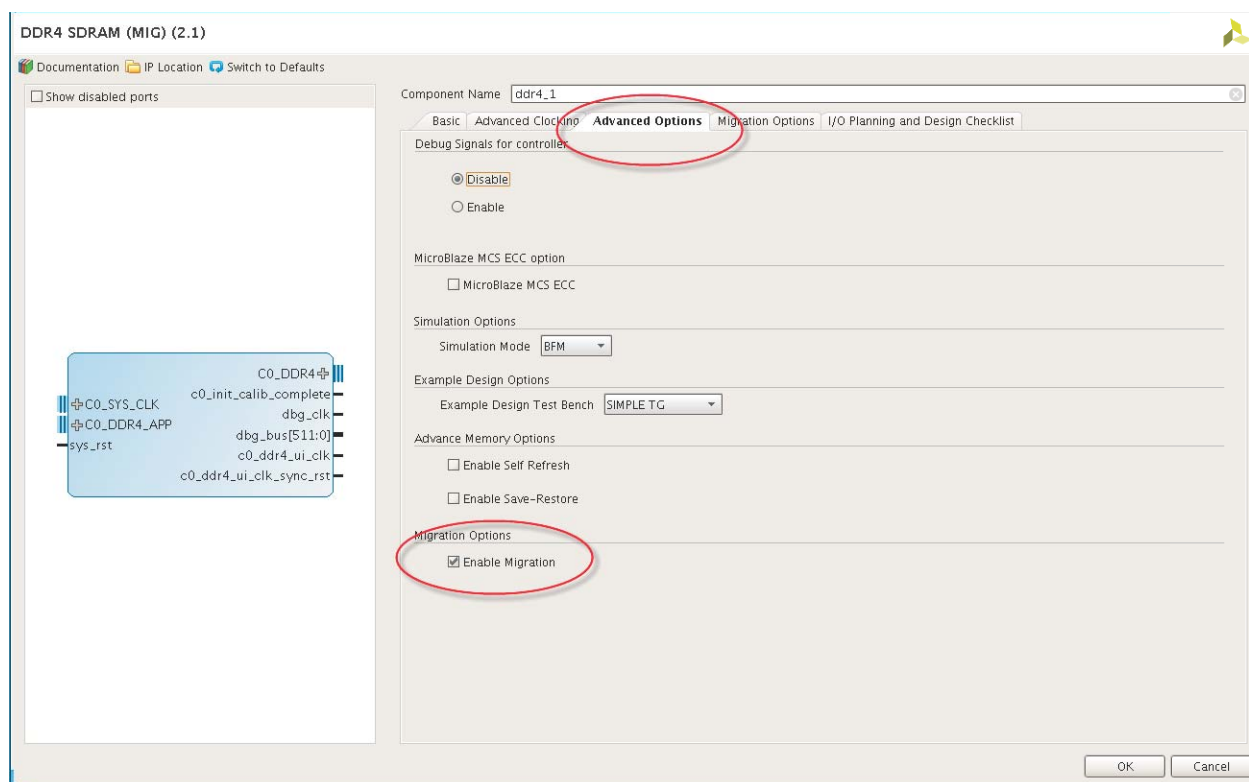 DDR4 SDRAM (MIG) (2.1)
Documentation IP Location Switch to Defaults
Show disabled ports
C0_DDR4
C0_SYS_CLK
c0_init_calib_complete
C0_DDR4_APP
dbg_clk
sys_rst
dbg_bus[511:0]
c0_ddr4_ui_clk
c0_ddr4_ui_clk_sync_rst
Component Name ddr4_1
Basic Advanced Clocking Advanced Options Migration Options I/O Planning and Design Checklist
Debug Signals for controller
Disable
Enable
MicroBlaze MCS ECC option
MicroBlaze MCS ECC
Simulation Options
Simulation Mode BFM
Example Design Options
Example Design Test Bench SIMPLE TG
Advance Memory Options
Enable Self Refresh
Enable Save-Restore
Migration Options
Enable Migration
OK Cancel